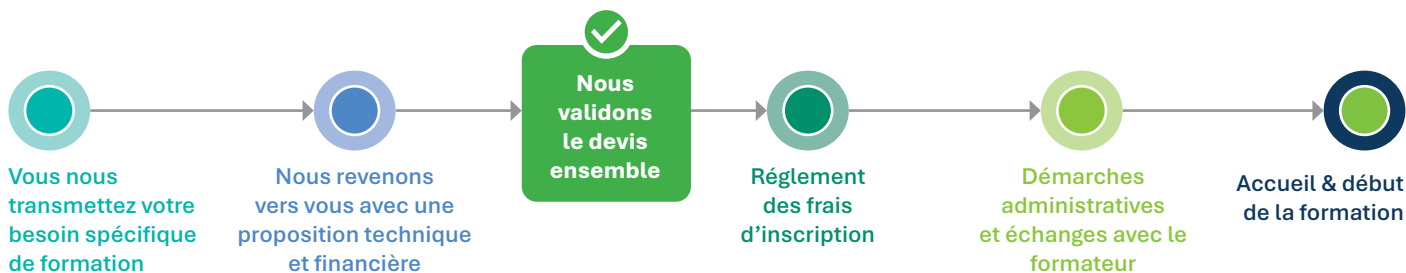 Vous nous
transmettez votre
besoin spécifique
de formation
Nous revenons
vers vous avec une
proposition technique
et financière
Nous
validons
le devis
ensemble
Réglement
des frais
d’inscription
Démarches
administratives
et échanges avec le
formateur
Accueil & début
de la formation